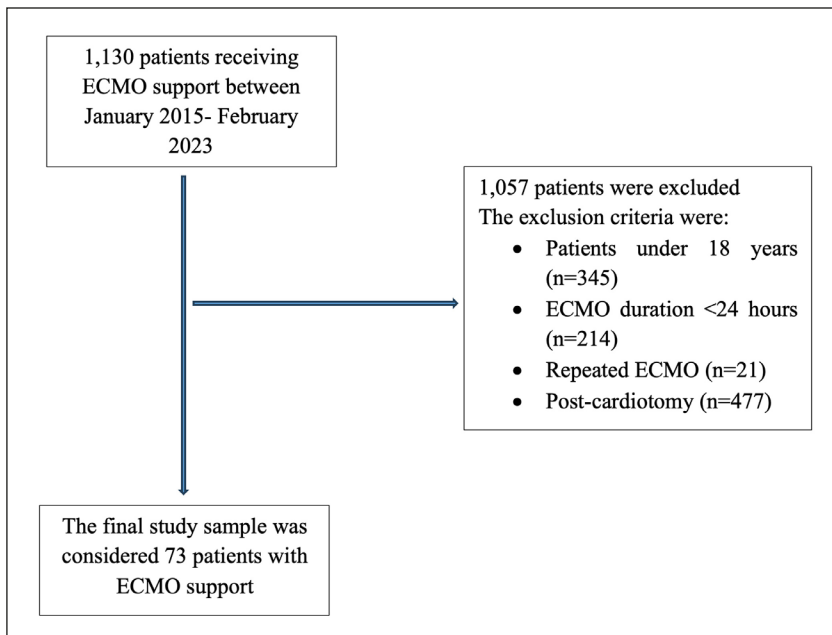 1,130 patients receiving
ECMO support between
January 2015- February
2023
1,057 patients were excluded
The exclusion criteria were:
• Patients under 18 years
(n=345)
• ECMO duration <24 hours
(n=214)
• Repeated ECMO (n=21)
• Post-cardiotomy (n=477)
The final study sample was
considered 73 patients with
ECMO support